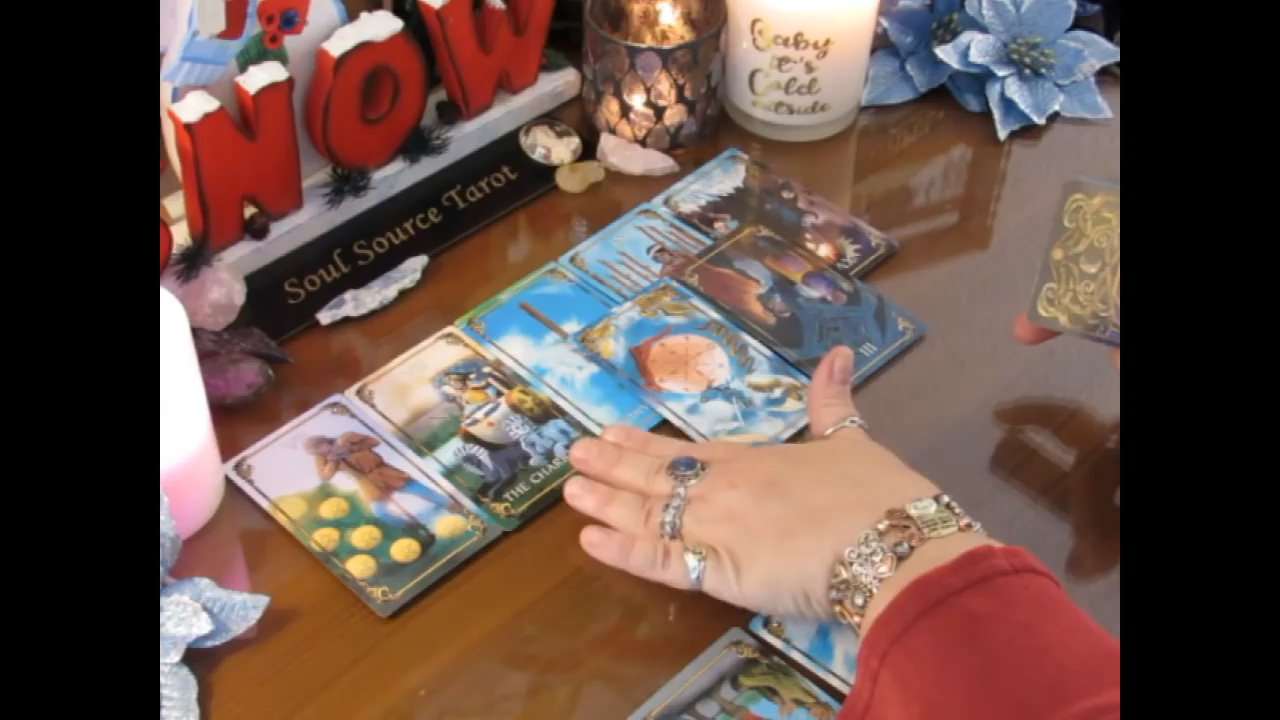 NOW
Soul Source Tarot
Baby
it's
Cold
outside
THE CHAR
III